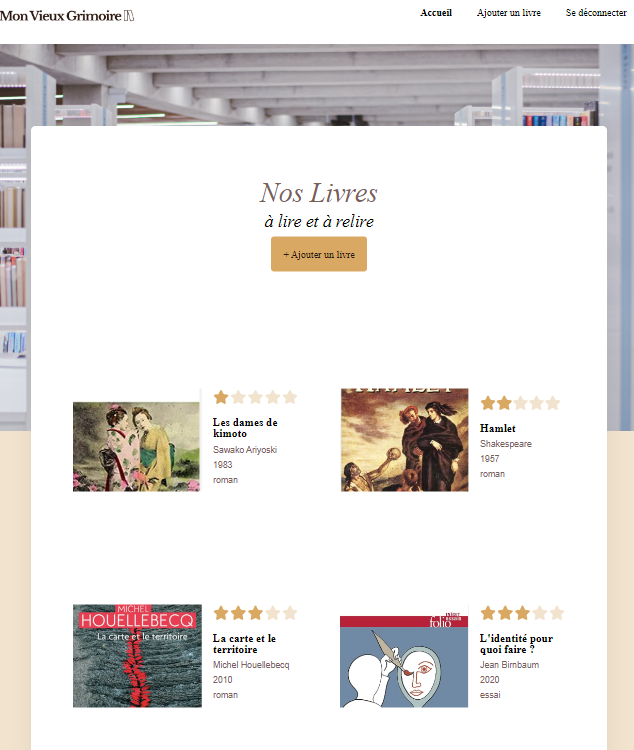 Mon Vieux Grimoire
Accueil
Ajouter un livre
Se déconnecter
Nos Livres
à lire et à relire
+ Ajouter un livre
Les dames de
kimoto
Sawako Ariyoski
1983
roman
Hamlet
Shakespeare
1957
roman
MICHEL
HOUELLEBECQ
La carte et le territoire
La carte et le
territoire
Michel Houellebecq
2010
roman
folio
L'identité pour
quoi faire ?
Jean Birnbaum
2020
essai